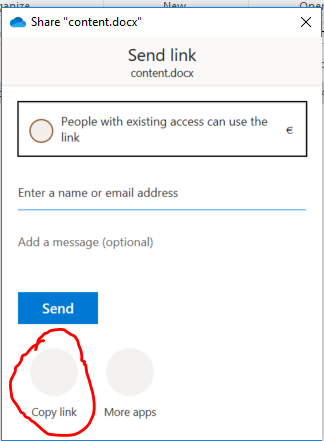 Share "content.docx"
Send link
content.docx
People with existing access can use the
link
€
Enter a name or email address
Add a message (optional)
Send
Copy link
More apps